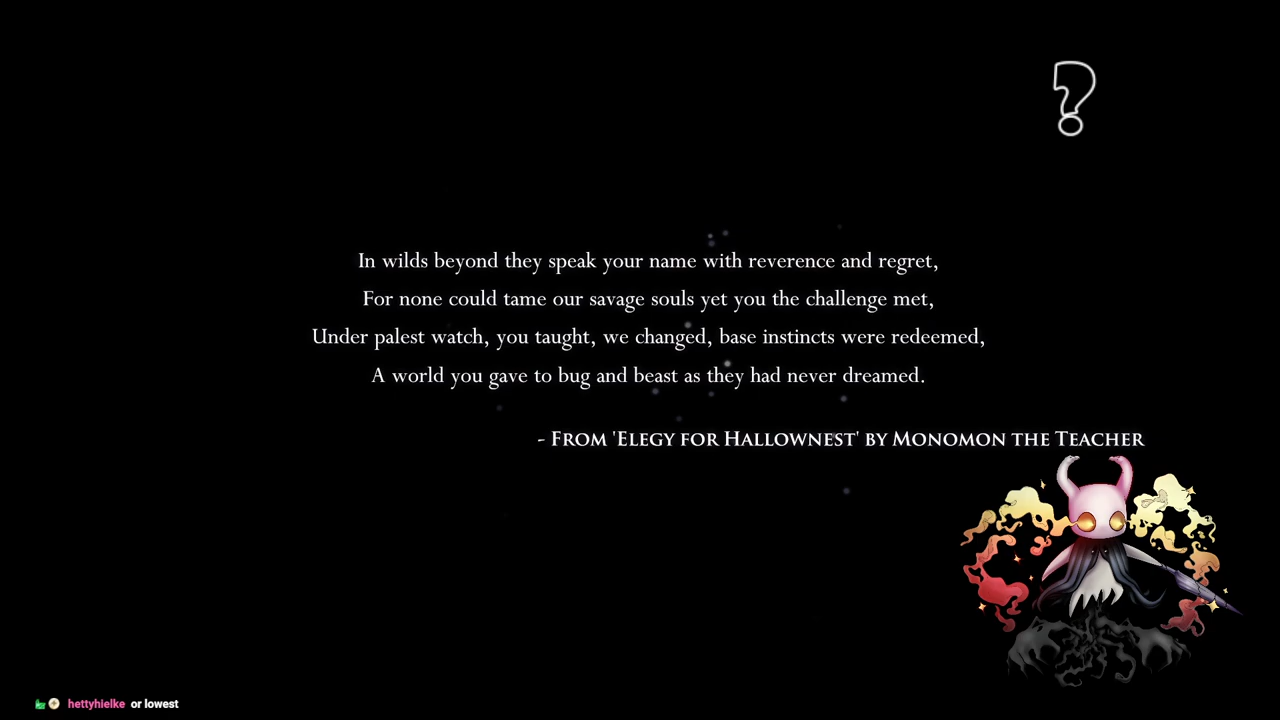 ?
In wilds beyond they speak your name with reverence and regret,
For none could tame our savage souls yet you the challenge met,
Under palest watch, you taught, we changed, base instincts were redeemed,
A world you gave to bug and beast as they had never dreamed.
- From 'Elegy for Hallownest' by Monomon the Teacher
hettyhielke or lowest